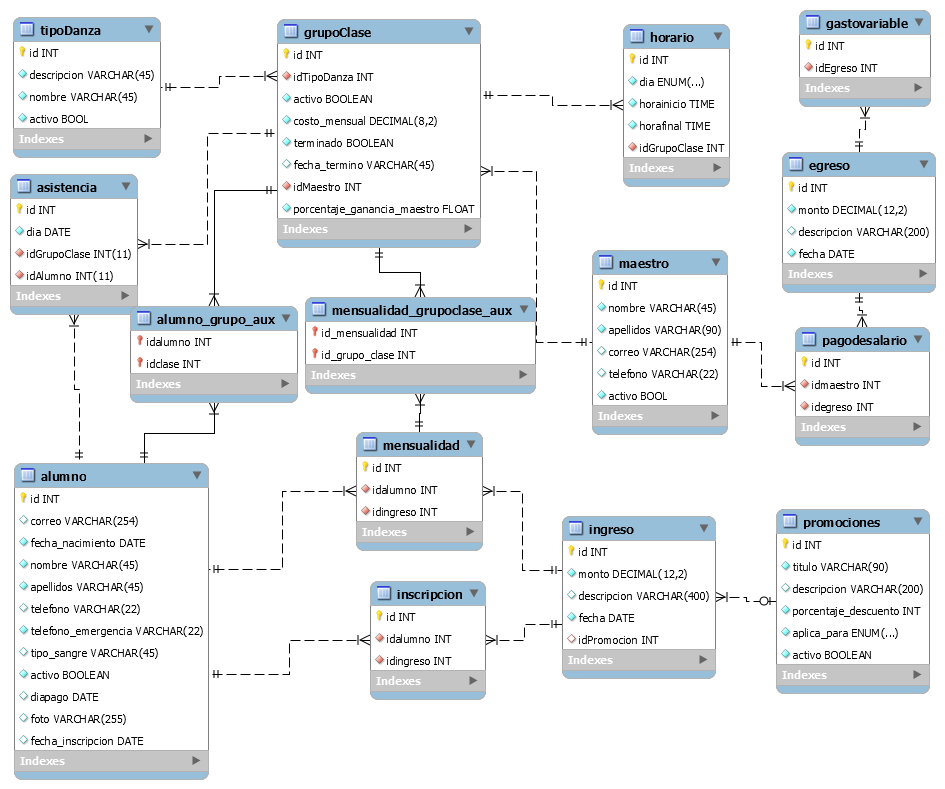 tipoDanza
id INT
descripcion VARCHAR(45)
nombre VARCHAR(45)
activo BOOL
Indexes
grupoClase
id INT
idTipoDanza INT
activo BOOLEAN
costo_mensual DECIMAL(8,2)
terminado BOOLEAN
fecha_termino VARCHAR(45)
idMaestro INT
porcentaje_ganancia_maestro FLOAT
Indexes
horario
id INT
dia ENUM(...)
horainicio TIME
horafinal TIME
idGrupoClase INT
Indexes
gastovariable
id INT
idEgreso INT
Indexes
asistencia
id INT
dia DATE
idGrupoClase INT(11)
idAlumno INT(11)
Indexes
egreso
id INT
monto DECIMAL(12,2)
descripcion VARCHAR(200)
fecha DATE
Indexes
maestro
id INT
nombre VARCHAR(45)
apellidos VARCHAR(90)
correo VARCHAR(254)
telefono VARCHAR(22)
activo BOOL
Indexes
alumno_grupo_aux
idalumno INT
idclase INT
Indexes
mensualidad_grupoclase_aux
id_mensualidad INT
id_grupo_clase INT
Indexes
pagodesalario
id INT
idmaestro INT
idegreso INT
Indexes
alumno
id INT
correo VARCHAR(254)
fecha_nacimiento DATE
nombre VARCHAR(45)
apellidos VARCHAR(45)
telefono VARCHAR(22)
telefono_emergencia VARCHAR(22)
tipo_sangre VARCHAR(45)
activo BOOLEAN
diapago DATE
foto VARCHAR(255)
fecha_inscripcion DATE
Indexes
mensualidad
id INT
idalumno INT
idingreso INT
Indexes
inscripcion
id INT
idalumno INT
idingreso INT
Indexes
ingreso
id INT
monto DECIMAL(12,2)
descripcion VARCHAR(400)
fecha DATE
idPromocion INT
Indexes
promociones
id INT
titulo VARCHAR(90)
descripcion VARCHAR(200)
porcentaje_descuento INT
aplica_para ENUM(...)
activo BOOLEAN
Indexes